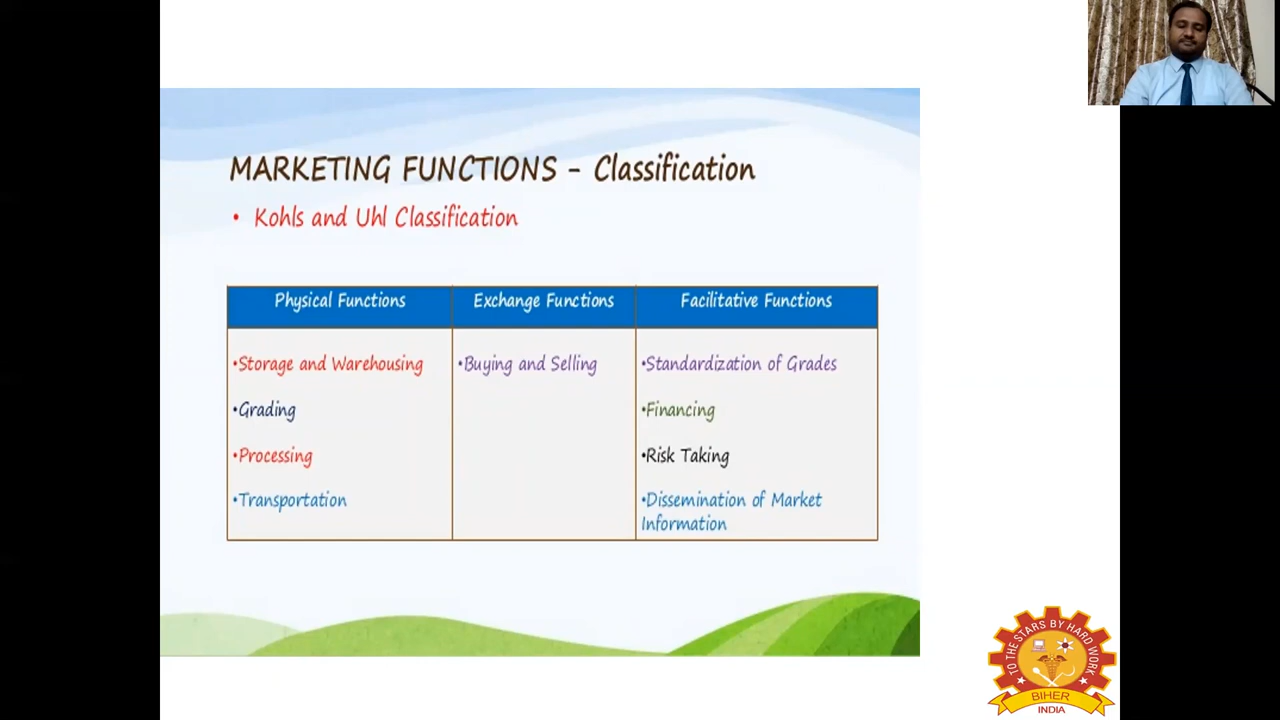 MARKETING FUNCTIONS - Classification
• Kohls and Uhl Classification
Physical Functions
Exchange Functions
Facilitative Functions
•Storage and Warehousing
•Grading
•Processing
•Transportation
•Buying and Selling
•Standardization of Grades
•Financing
•Risk Taking
•Dissemination of Market
Information
TO THE STARS BY HARD WORK
BIHER
INDIA